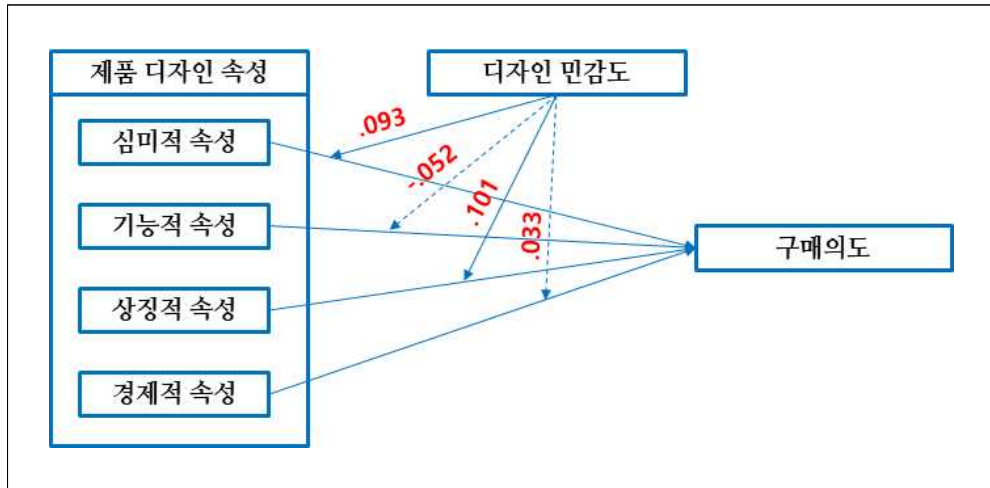 제품 디자인 속성
디자인 민감도
심미적 속성
.093
-.052
기능적 속성
.101
.033
구매의도
상징적 속성
경제적 속성